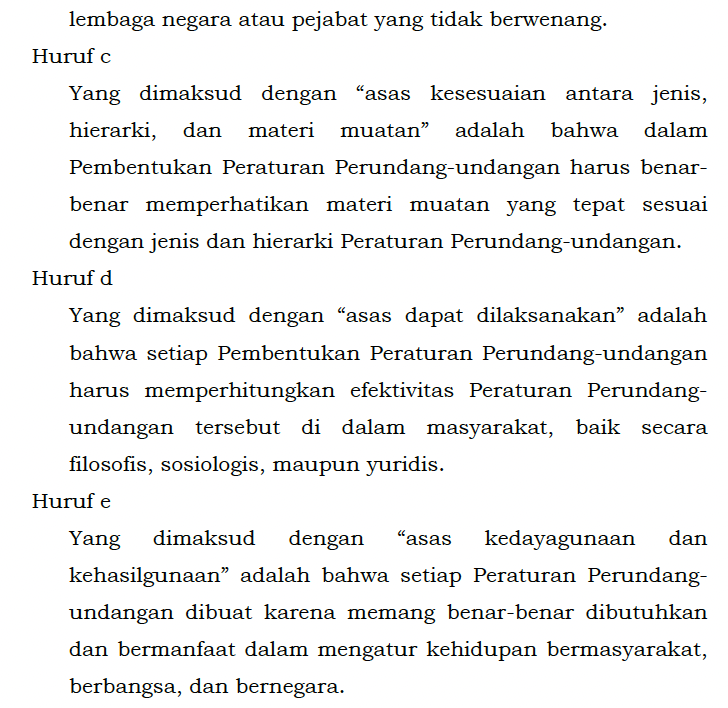 lembaga negara atau pejabat yang tidak berwenang.
Huruf c
Yang dimaksud dengan “asas kesesuaian antara jenis,
hierarki, dan materi muatan” adalah bahwa dalam
Pembentukan Peraturan Perundang-undangan harus benar-
benar memperhatikan materi muatan yang tepat sesuai
dengan jenis dan hierarki Peraturan Perundang-undangan.
Huruf d
Yang dimaksud dengan “asas dapat dilaksanakan” adalah
bahwa setiap Pembentukan Peraturan Perundang-undangan
harus memperhitungkan efektivitas Peraturan Perundang-
undangan tersebut di dalam masyarakat, baik secara
filosofis, sosiologis, maupun yuridis.
Huruf e
Yang dimaksud dengan “asas kedayagunaan dan
kehasilgunaan” adalah bahwa setiap Peraturan Perundang-
undangan dibuat karena memang benar-benar dibutuhkan
dan bermanfaat dalam mengatur kehidupan bermasyarakat,
berbangsa, dan bernegara.